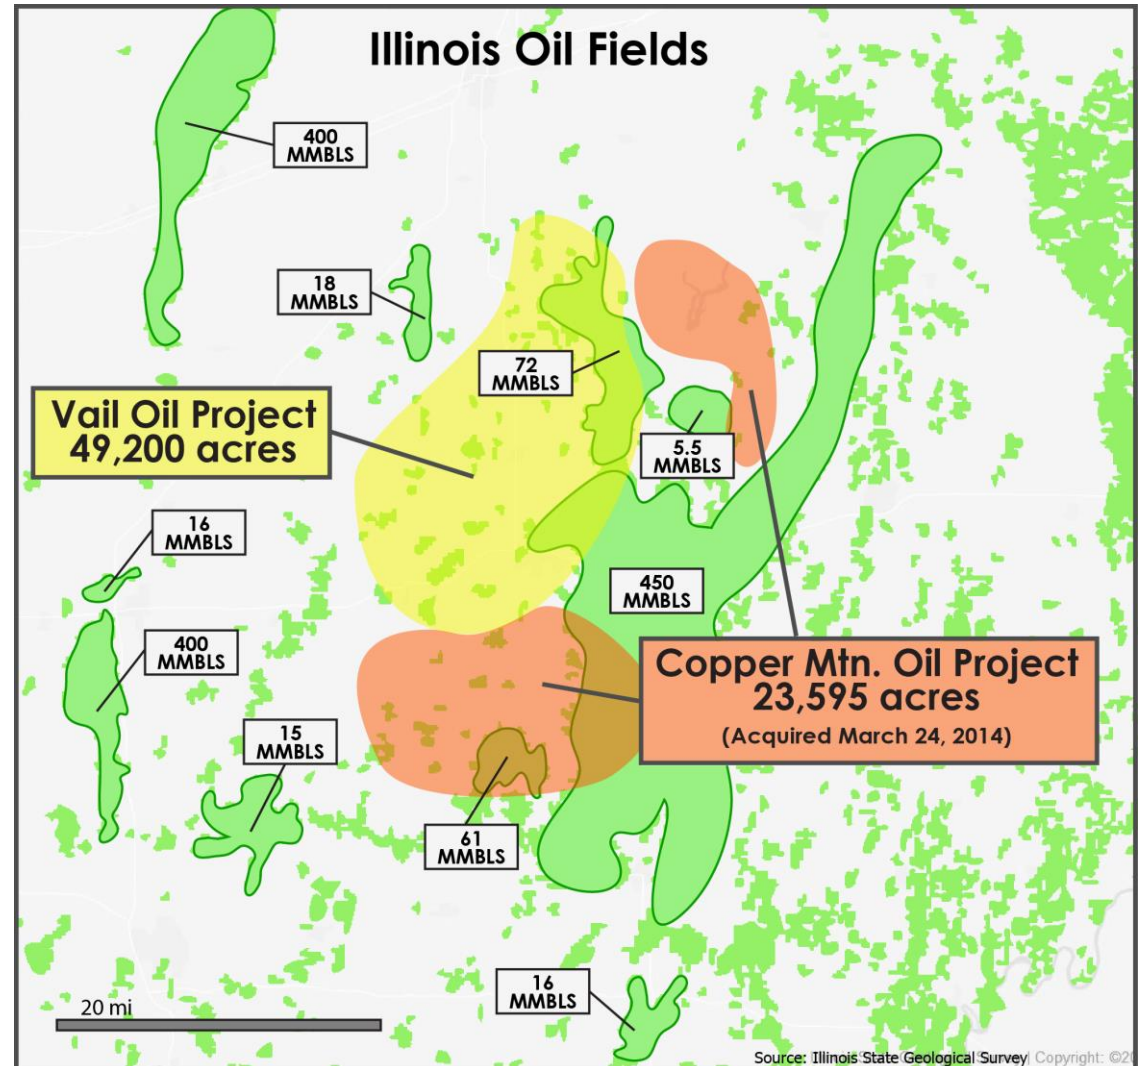 Illinois Oil Fields
400
MMBLS
18
MMBLS
72
MMBLS
Vail Oil Project
49,200 acres
5.5
MMBLS
16
MMBLS
450
MMBLS
400
MMBLS
Copper Mtn. Oil Project
23,595 acres
(Acquired March 24, 2014)
15
MMBLS
61
MMBLS
16
MMBLS
20 mi
Source: Illinois State Geological Survey | Copyright: ©20